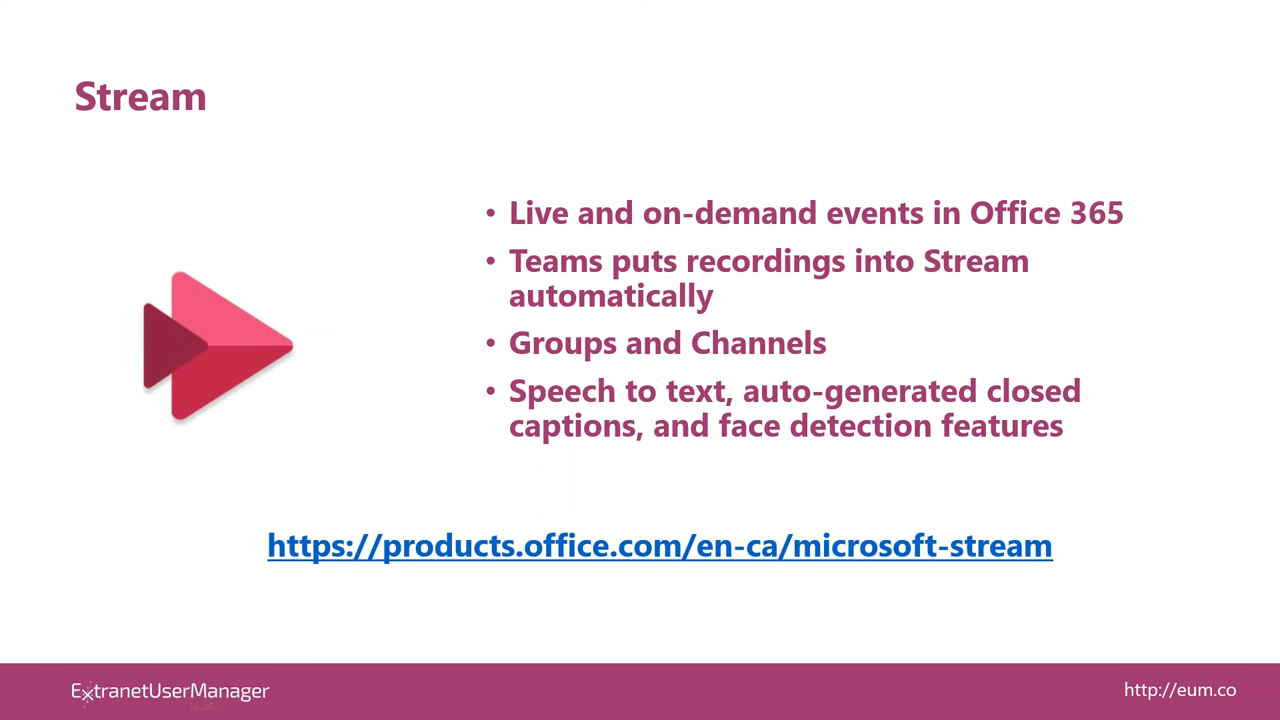 Stream
• Live and on-demand events in Office 365
• Teams puts recordings into Stream
automatically
• Groups and Channels
• Speech to text, auto-generated closed
captions, and face detection features
https://products.office.com/en-ca/microsoft-stream
ExtranetUserManager
http://eum.co